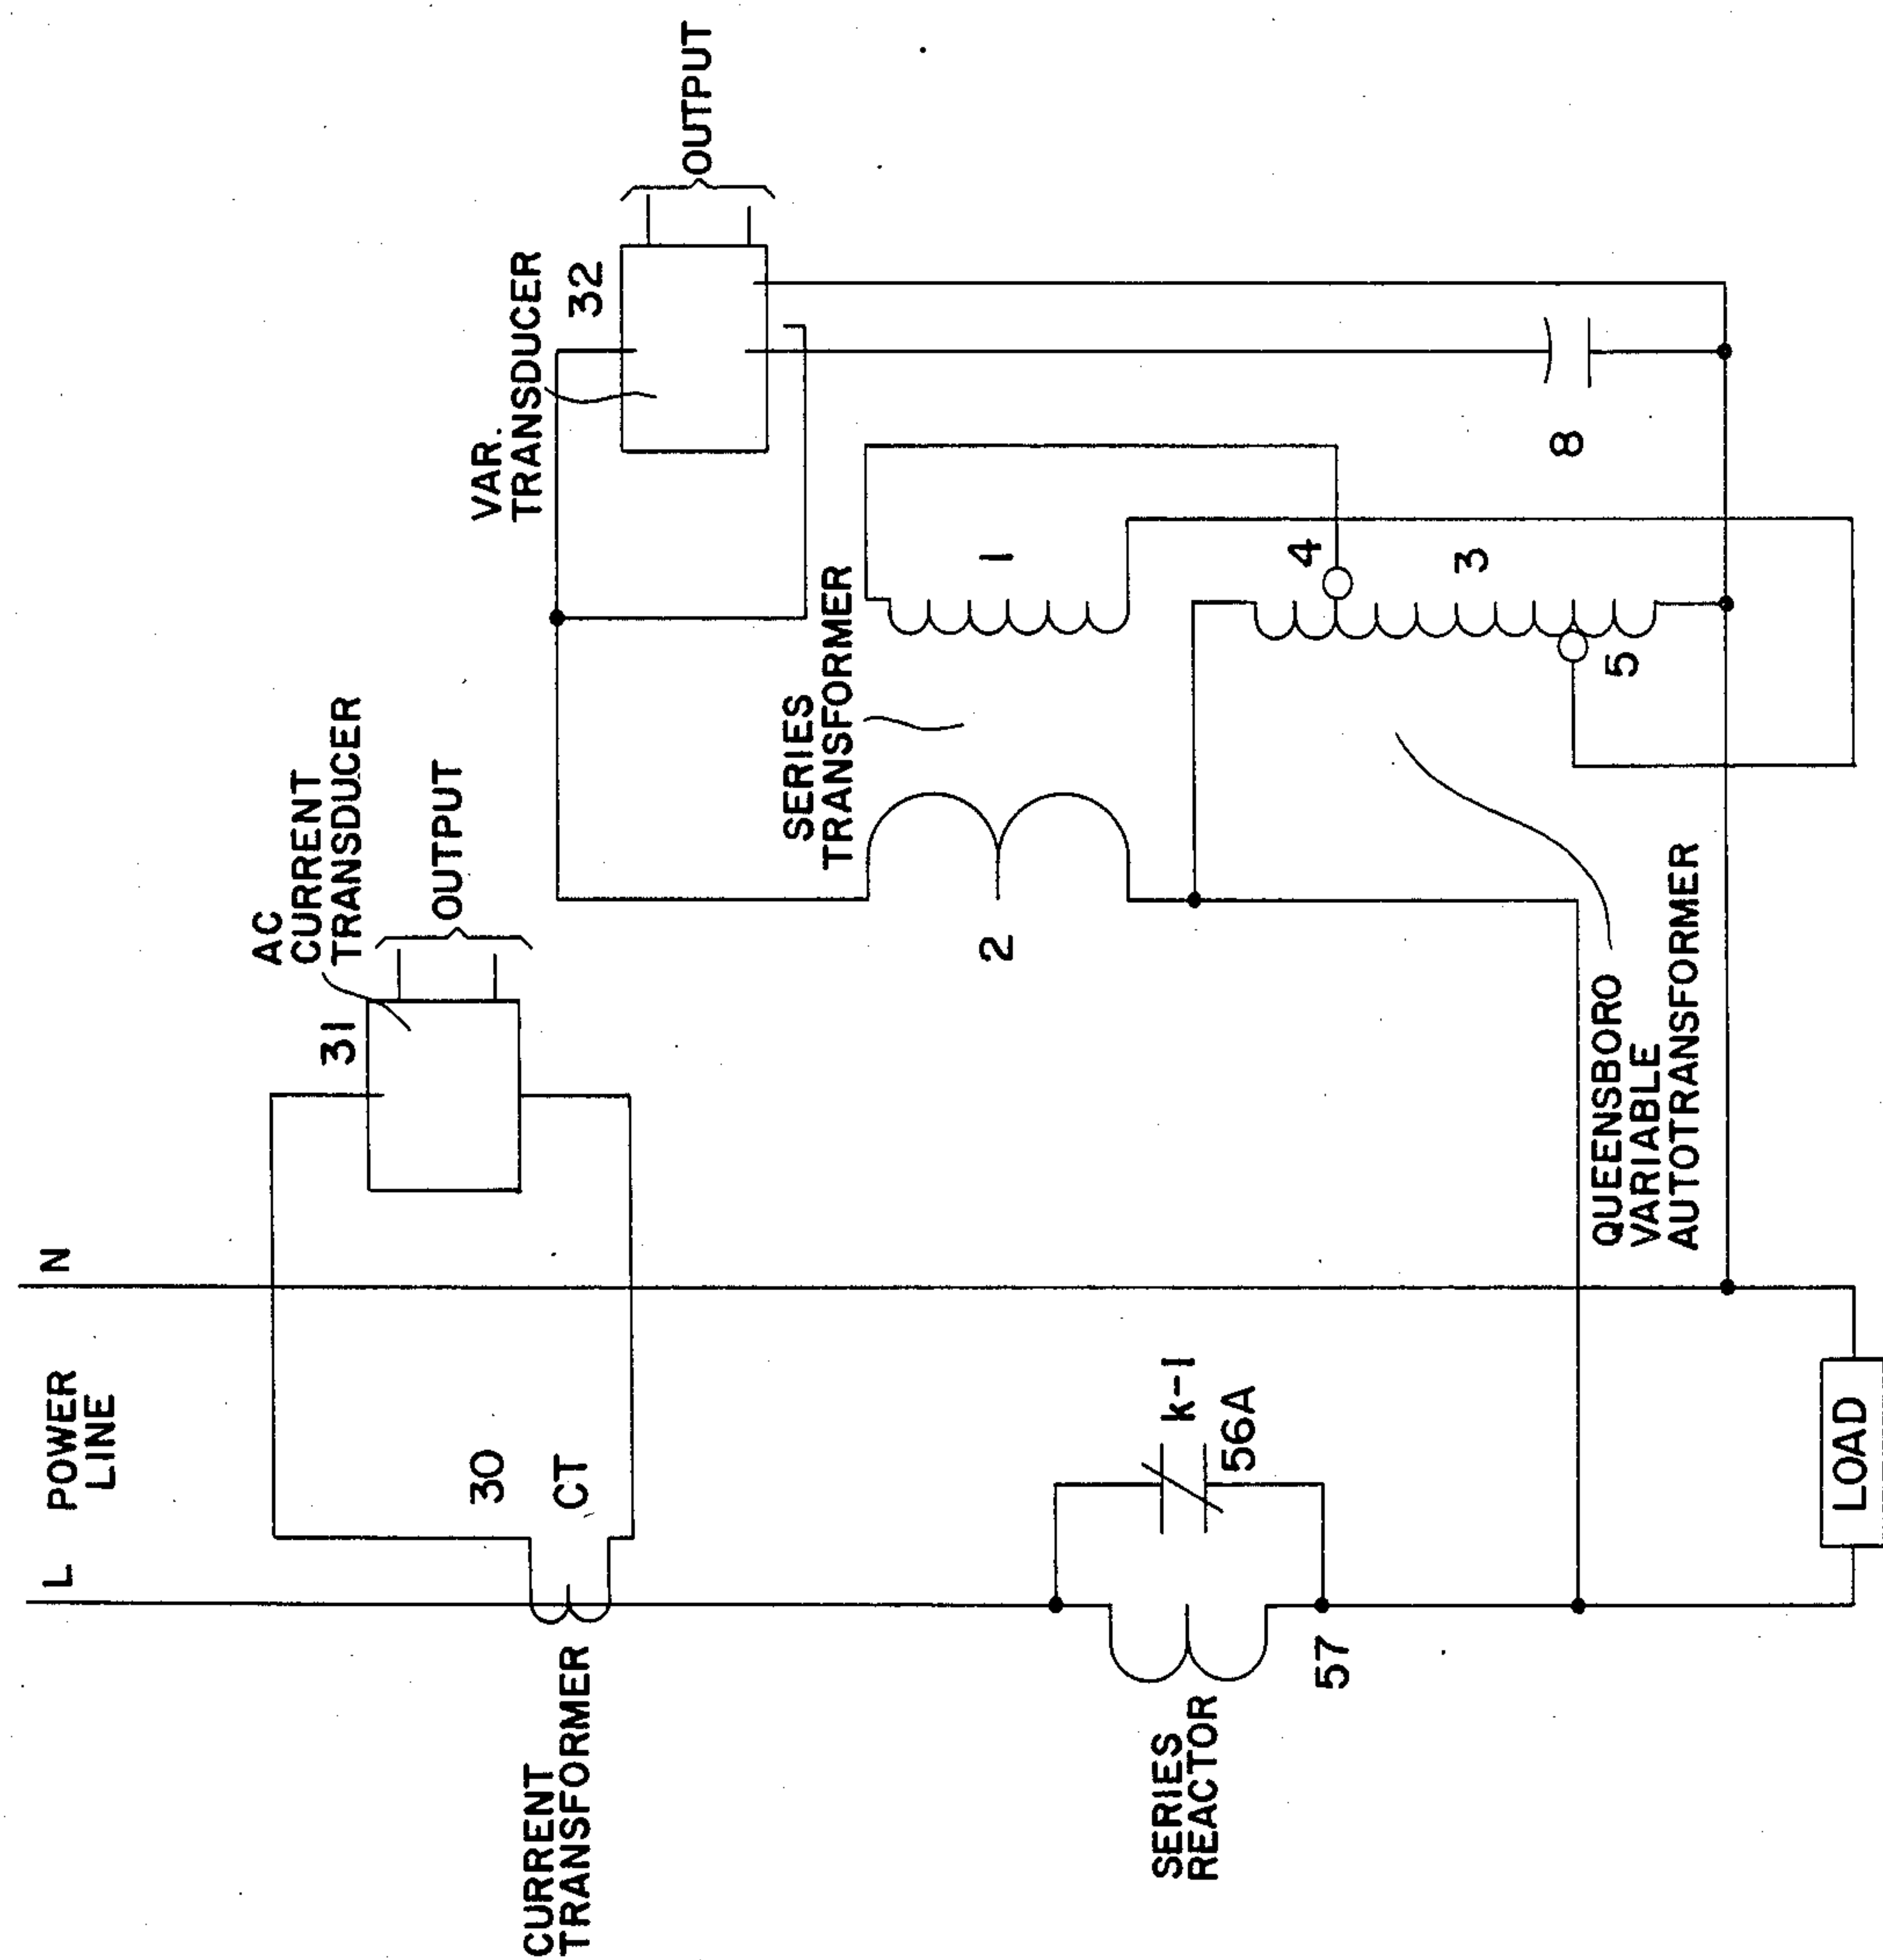 L
POWER
LINE
N
30
CT
CURRENT
TRANSFORMER
31
AC
CURRENT
TRANSDUCER
OUTPUT
VAR.
TRANSDUCER
32
OUTPUT
SERIES
TRANSFORMER
1
2
4
3
5
8
SERIES
REACTOR
57
k-1
56A
QUEENSBORO
VARIABLE
AUTOTRANSFORMER
LOAD